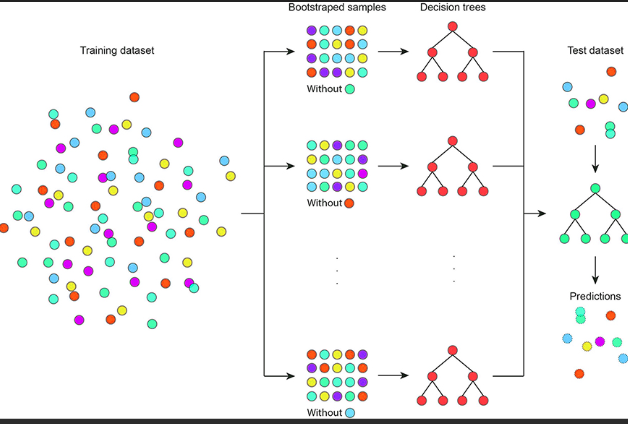 Bootstraped samples
Decision trees
Training dataset
Test dataset
Without
Without
Predictions
Without